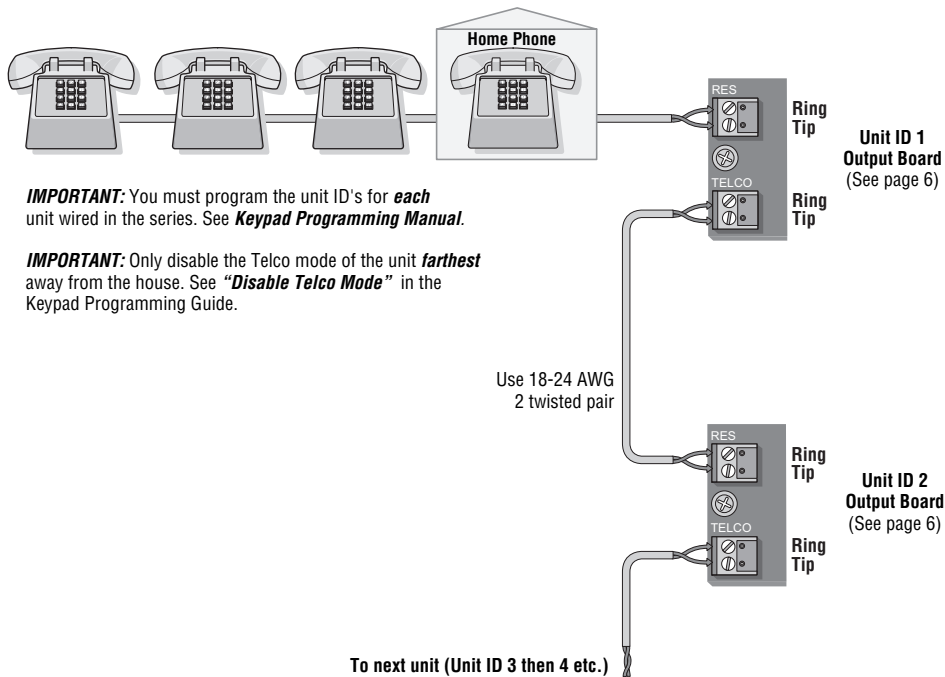 Home Phone
RES
Ring
Tip
Unit ID 1
Output Board
(See page 6)
TELCO
Ring
Tip
IMPORTANT: You must program the unit ID's for each
unit wired in the series. See Keypad Programming Manual.
IMPORTANT: Only disable the Telco mode of the unit farthest
away from the house. See “Disable Telco Mode” in the
Keypad Programming Guide.
Use 18-24 AWG
2 twisted pair
RES
Ring
Tip
Unit ID 2
Output Board
(See page 6)
TELCO
Ring
Tip
To next unit (Unit ID 3 then 4 etc.)